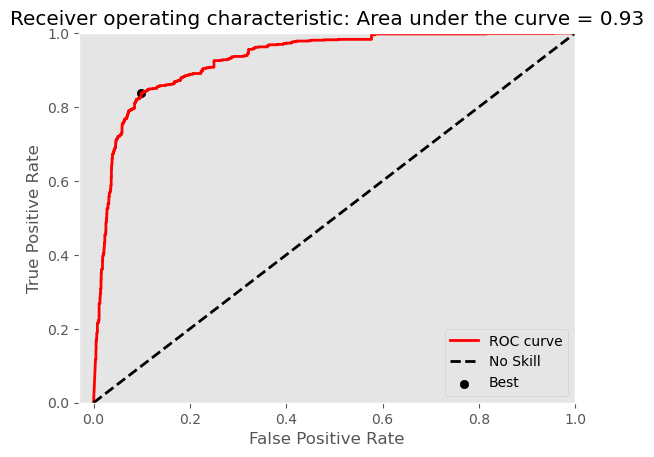 Receiver operating characteristic: Area under the curve = 0.93
1.0
0.8
0.6
0.4
0.2
0.0
True Positive Rate
ROC curve
No Skill
Best
0.0 0.2 0.4 0.6 0.8 1.0
False Positive Rate